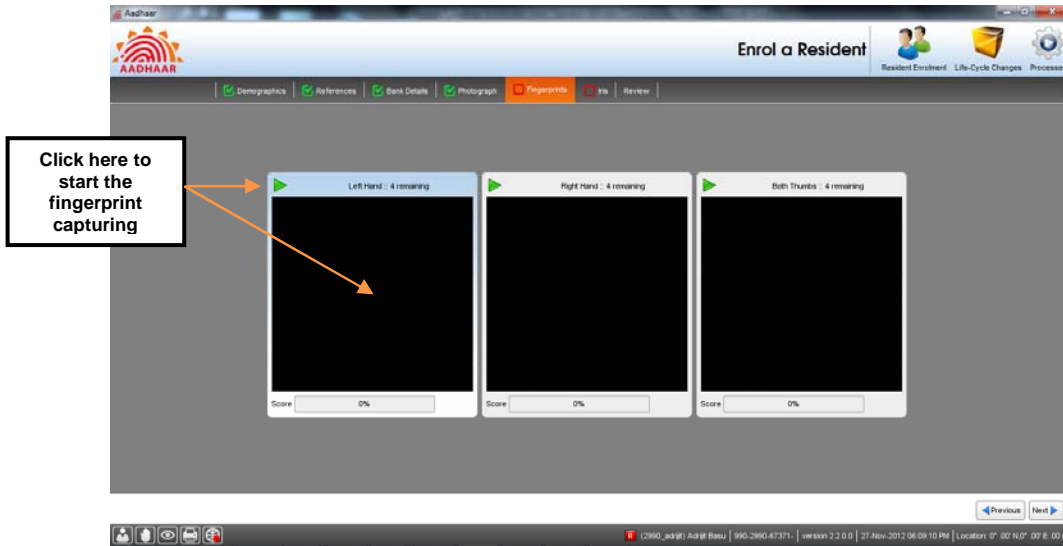 Aadhaar
AADHAAR
Enrol a Resident
Resident Enrolment
Life-Cycle Changes
Processe
Demographics
References
Bank Details
Photograph
Fingerprints
Iris
Review
Click here to
start the
fingerprint
capturing
Left Hand :: 4 remaining
Right Hand :: 4 remaining
Both Thumbs :: 4 remaining
Score 0%
Score 0%
Score 0%
Previous
Next
R (2990_adrijt) Adrijt Basu | 990-2990-67371- | version 2.2.0.0 | 27-Nov-2012 06:09:10 PM | Location: 0° .00' N,0° .00' E: 00.